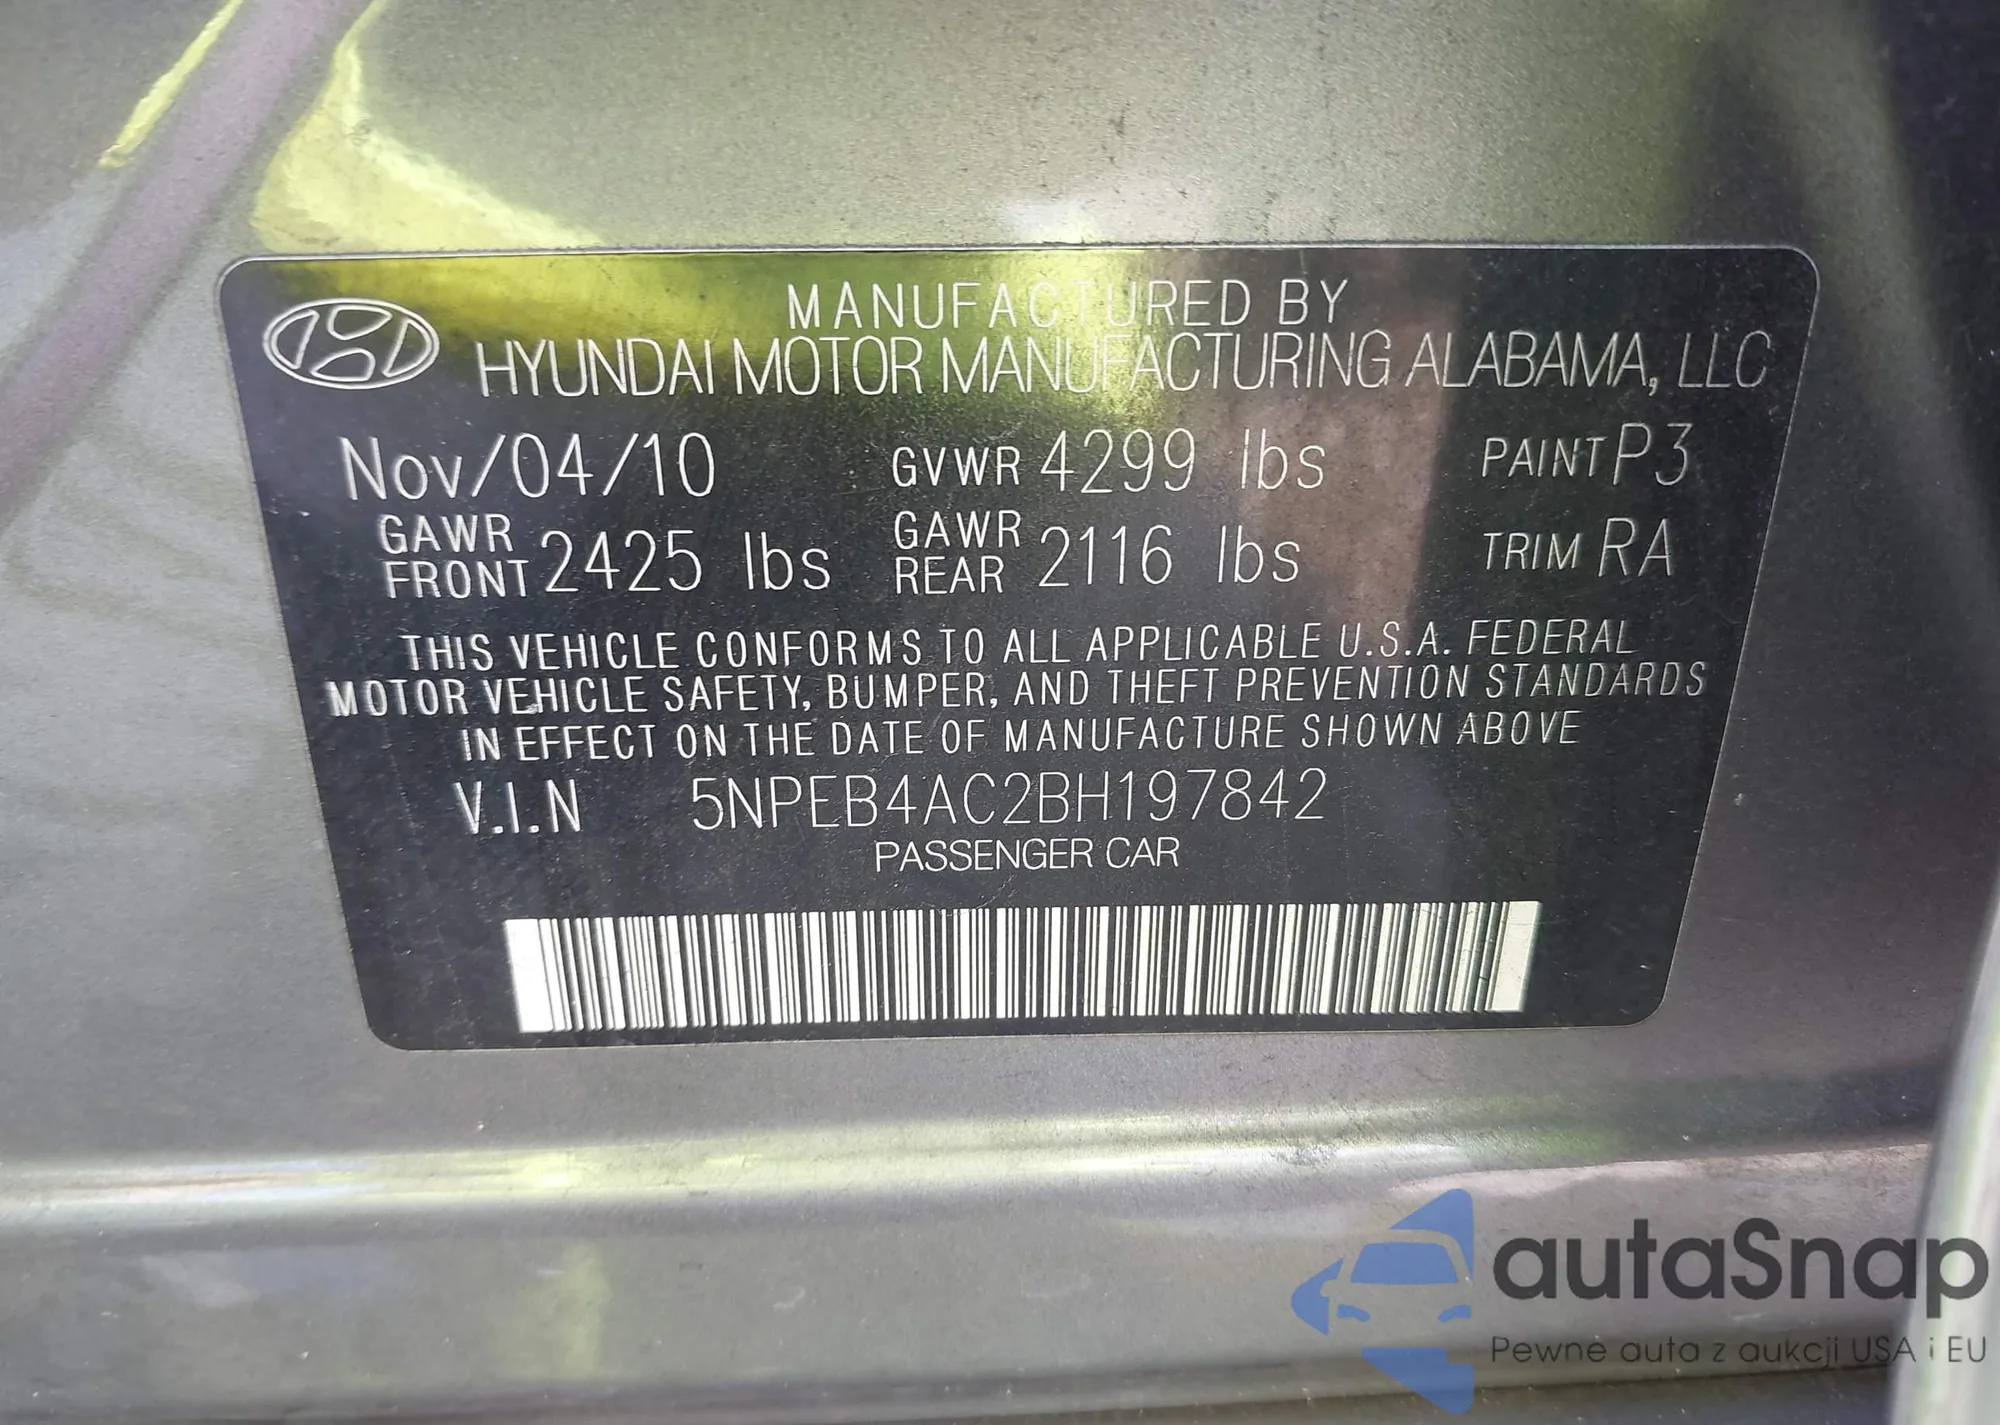 MANUFACTURED BY
HYUNDAI MOTOR MANUFACTURING ALABAMA, LLC
Nov/04/10 GVWR 4299 lbs PAINT P3
GAWR FRONT 2425 lbs GAWR REAR 2116 lbs TRIM RA
THIS VEHICLE CONFORMS TO ALL APPLICABLE U.S.A. FEDERAL
MOTOR VEHICLE SAFETY, BUMPER, AND THEFT PREVENTION STANDARDS
IN EFFECT ON THE DATE OF MANUFACTURE SHOWN ABOVE
V.I.N 5NPEB4AC2BH197842
PASSENGER CAR
autaSnap
Pewne auta z aukcji USA i EU